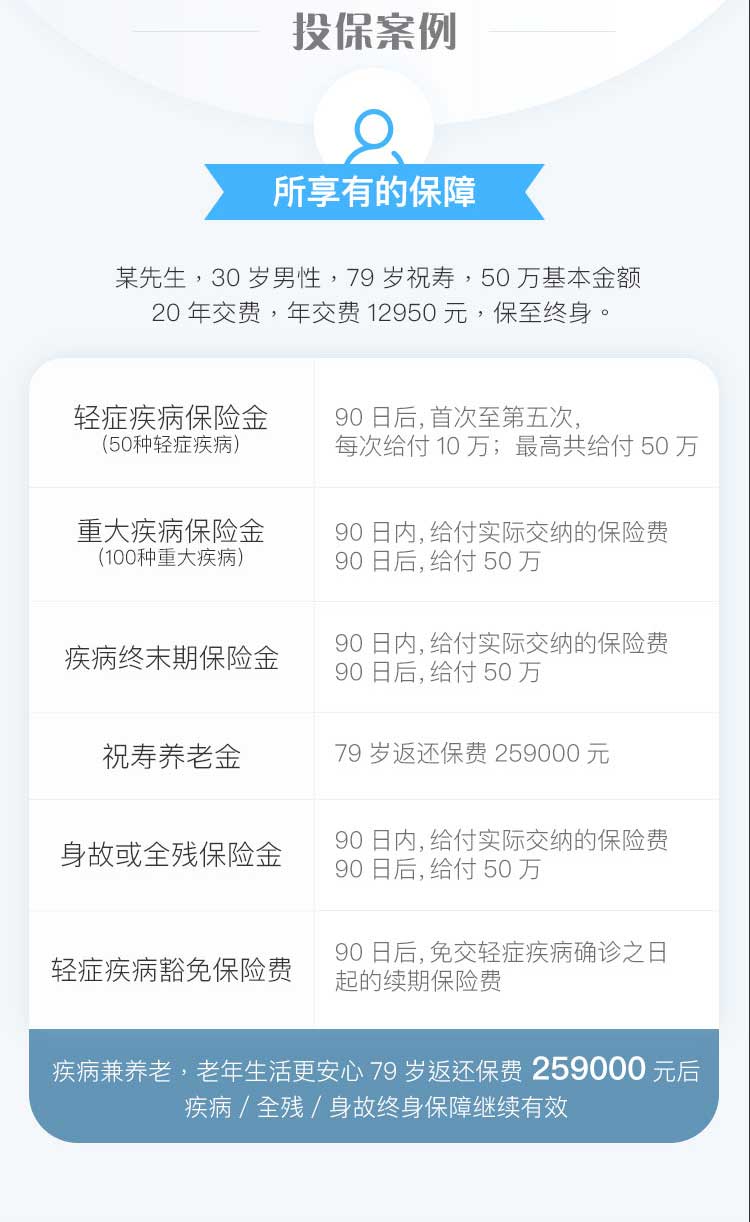 投保案例
所享有的保障
某先生，30 岁男性，79 岁祝寿，50 万基本金额
20 年交费，年交费 12950 元，保至终身。
轻症疾病保险金
(50种轻症疾病)
90 日后, 首次至第五次,
每次给付 10 万；最高共给付 50 万
重大疾病保险金
(100种重大疾病)
90 日内, 给付实际交纳的保险费
90 日后, 给付 50 万
疾病终末期保险金
90 日内, 给付实际交纳的保险费
90 日后, 给付 50 万
祝寿养老金
79 岁返还保费 259000 元
身故或全残保险金
90 日内, 给付实际交纳的保险费
90 日后, 给付 50 万
轻症疾病豁免保险费
90 日后, 免交轻症疾病确诊之日
起的续期保险费
疾病兼养老，老年生活更安心 79 岁返还保费 259000 元后
疾病 / 全残 / 身故终身保障继续有效